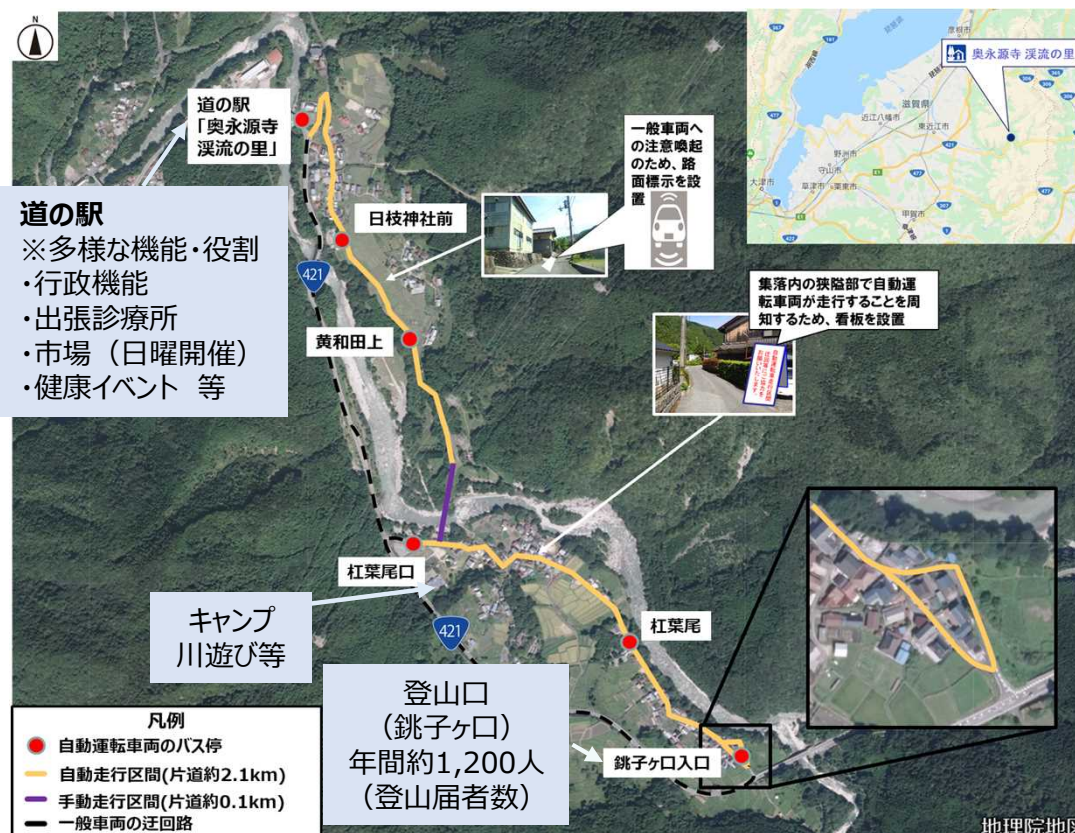 N
道の駅
「奥永源寺
渓流の里」
道の駅
※多様な機能・役割
・行政機能
・出張診療所
・市場（日曜開催）
・健康イベント 等
日枝神社前
421
黄和田上
一般車両へ
の注意喚起
のため、路
面標示を設
置
奥永源寺 渓流の里
彦根市
琵琶湖
滋賀県
近江八幡市
東近江市
野洲市
守山市
草津市
栗東市
大津市
甲賀市
集落内の狭隘部で自動運
転車両が走行することを周
知するため、看板を設置
杠葉尾口
キャンプ
川遊び等
421
杠葉尾
登山口
（銚子ヶ口）
年間約1,200人
（登山届者数）
銚子ヶ口入口
凡例
自動運転車両のバス停
自動走行区間(片道約2.1km)
手動走行区間(片道約0.1km)
一般車両の迂回路
地理院地図